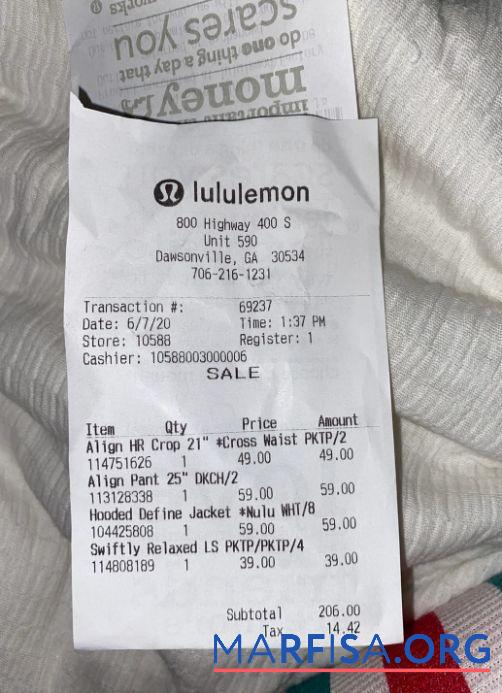 works
scares you
do one thing a day that
money
important
lululemon
800 Highway 400 S
Unit 590
Dawsonville, GA 30534
706-216-1231
Transaction #: 69237
Date: 6/7/20 Time: 1:37 PM
Store: 10588 Register: 1
Cashier: 10588003000006
SALE
Item Qty Price Amount
Align HR Crop 21" *Cross Waist PKTP/2
114751626 1 49.00 49.00
Align Pant 25" DKCH/2
113128338 1 59.00 59.00
Hooded Define Jacket *Nulu WHT/8
104425808 1 59.00 59.00
Swiftly Relaxed LS PKTP/PKTP/4
114808189 1 39.00 39.00
Subtotal 206.00
Tax 14.42
MARFISA.ORG